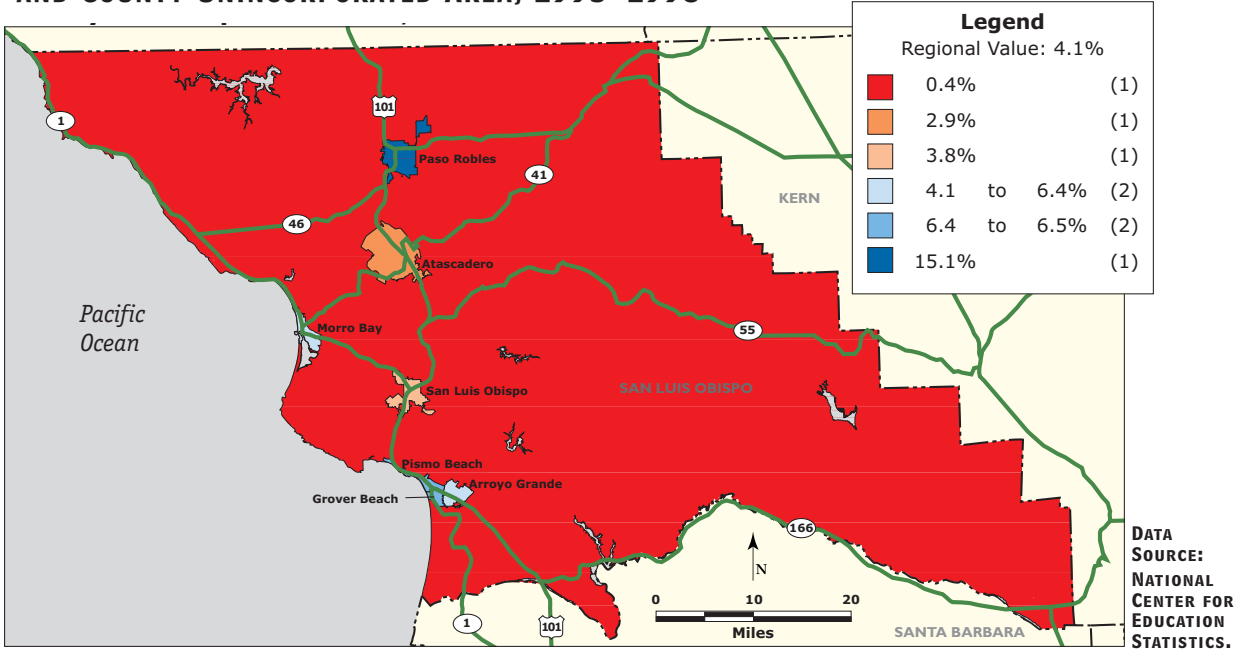 Legend
Regional Value: 4.1%
0.4% (1)
2.9% (1)
3.8% (1)
4.1 to 6.4% (2)
6.4 to 6.5% (2)
15.1% (1)
1
101
Paso Robles
41
KERN
46
Atascadero
Pacific
Ocean
Morro Bay
55
San Luis Obispo
SAN LUIS OBISPO
Pismo Beach
Arroyo Grande
Grover Beach
166
N
0 10 20
Miles
1
101
SANTA BARBARA
DATA
SOURCE:
NATIONAL
CENTER FOR
EDUCATION
STATISTICS.